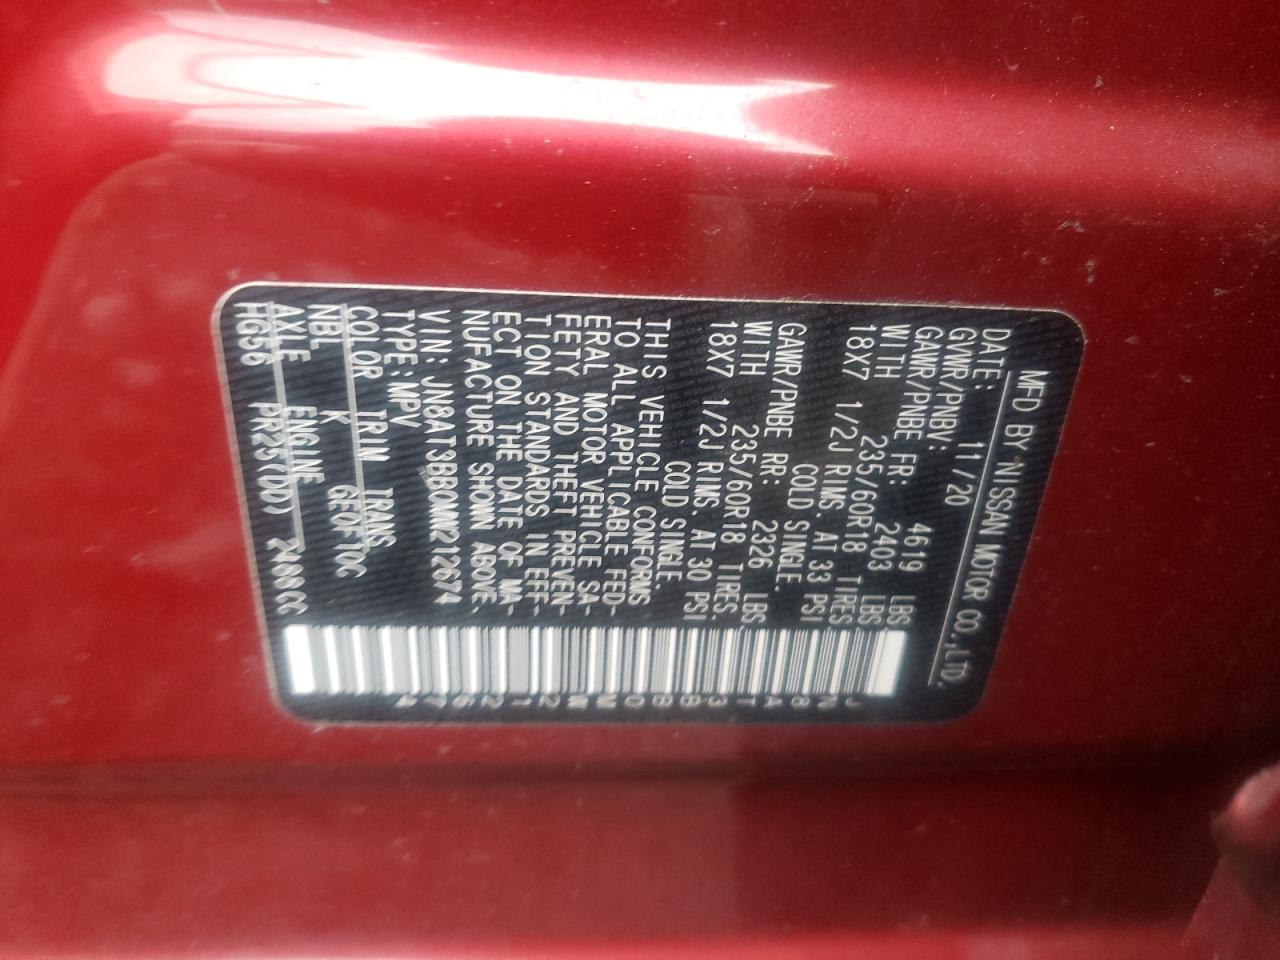 MFD BY NISSAN MOTOR CO.,LTD.
DATE: 11/20
GVWR/PNBV: 4619 LBS
GAWR/PNBE FR: 2403 LBS.
WITH 235/60R18 TIRES
18X7 1/2J RIMS. AT 33 PSI
COLD SINGLE.
GAWR/PNBE RR: 2326 LBS.
WITH 235/60R18 TIRES.
18X7 1/2J RIMS. AT 30 PSI
COLD SINGLE.
THIS VEHICLE CONFORMS
TO ALL APPLICABLE FED-
ERAL MOTOR VEHICLE SA-
FETY AND THEFT PREVEN-
TION STANDARDS IN EFF-
ECT ON THE DATE OF MA-
NUFACTURE SHOWN ABOVE.
VIN: JN8AT3BB0MW212674
TYPE:MPV
COLOR TRIM TRANS
NBL K GE0F10G
AXLE ENGINE
HG56 PR25(DD) 2488CC
JN8AT3BB0MW212674